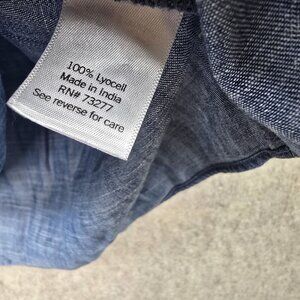 100% Lyocell
Made in India
RN# 73277
See reverse for care